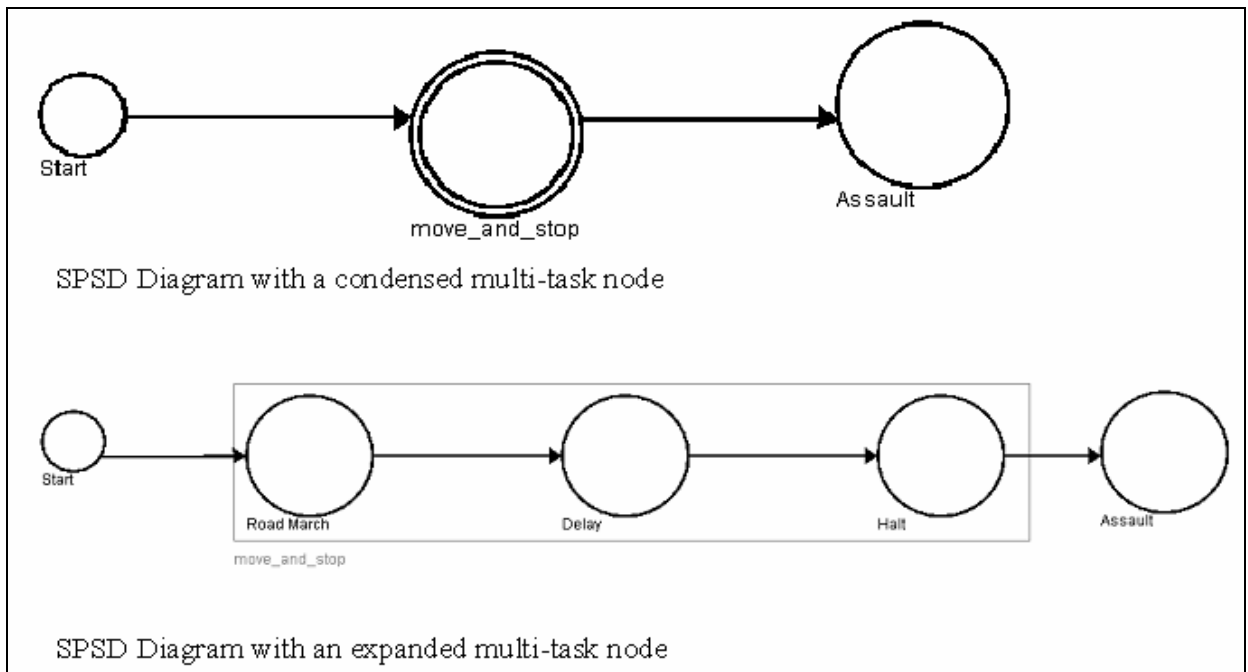 Start
move_and_stop
Assault
SPSD Diagram with a condensed multi-task node
Start
Road March
Delay
Halt
Assault
move_and_stop
SPSD Diagram with an expanded multi-task node